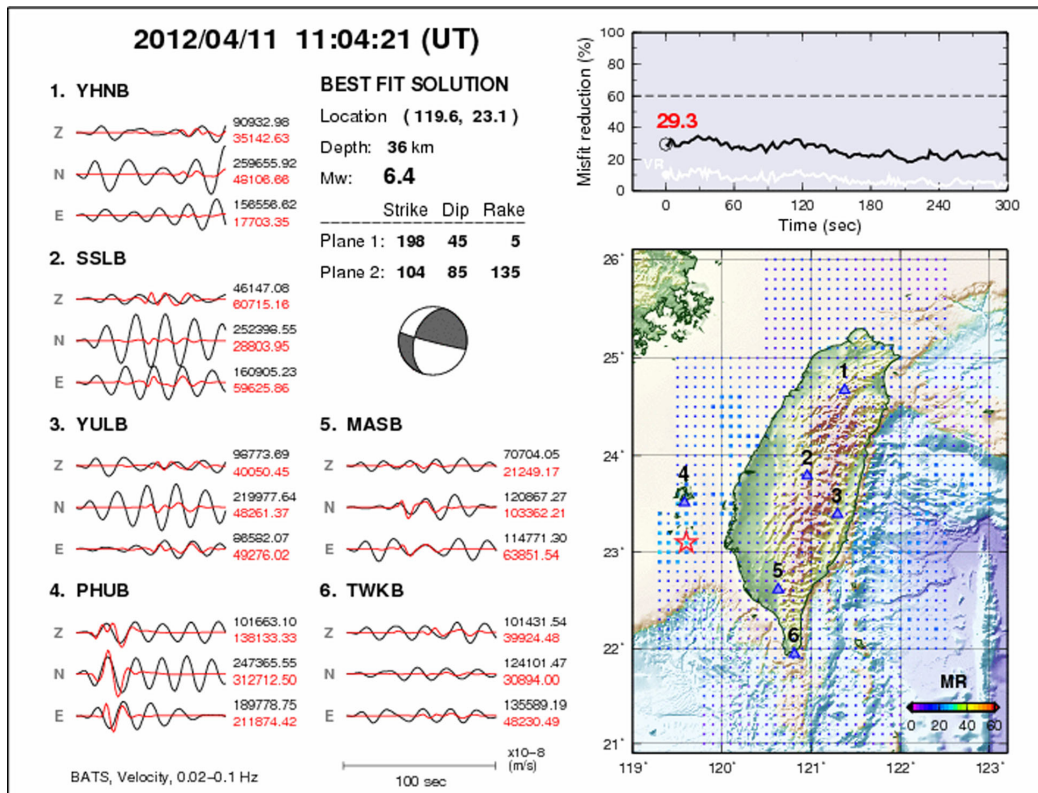 2012/04/11 11:04:21 (UT)
1. YHNB
Z 90932.98
35142.63
N 259655.92
49106.66
E 156556.62
17703.35
2. SSLB
Z 46147.08
60715.16
N 252396.55
28803.95
E 160905.23
59625.86
3. YULB
Z 96773.69
40050.45
N 219977.64
48261.37
E
49276.02
4. PHUB
Z 101663.10
138133.33
N 247365.55
312712.50
E 189778.75
211874.42
BATS, Velocity, 0.02-0.1 Hz
BEST FIT SOLUTION
Location ( 119.6, 23.1 )
Depth: 36 km
Mw: 6.4
Strike Dip Rake
Plane 1: 198 45 5
Plane 2: 104 85 135
5. MASB
Z 70704.05
21249.17
N 120867.27
103362.21
E 114771.30
63851.54
6. TWKB
Z 101431.54
39924.48
N 124101.47
30894.00
E 135589.19
48230.49
x10-8
(m/s)
100 sec
Misfit reduction (%)
100
80
60
40
20
0
29.3
VR
0 60 120 180 240 300
Time (sec)
26°
25°
24°
23°
22°
21°
1
2
3
4
5
6
MR
0 20 40 60
119° 120° 121° 122° 123°